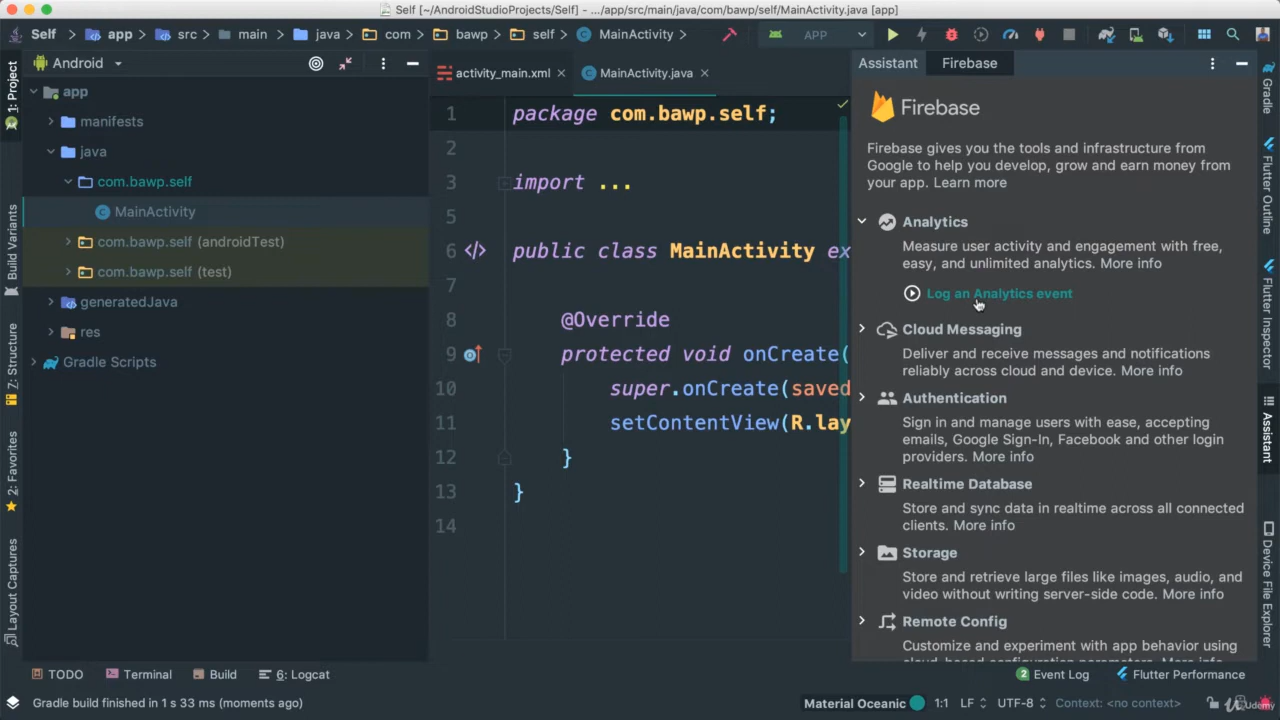 Self [~/AndroidStudioProjects/Self] - .../app/src/main/java/com/bawp/self/MainActivity.java [app]
Self app src main java com bawp self MainActivity APP
1: Project
Build Variants
7: Structure
2: Favorites
Layout Captures
Android
app
manifests
java
com.bawp.self
MainActivity
com.bawp.self (androidTest)
com.bawp.self (test)
generatedJava
res
Gradle Scripts
activity_main.xml MainActivity.java
1 package com.bawp.self;
2
3 import ...
5
6 public class MainActivity ex
7
8 @Override
9 protected void onCreate(
10 super.onCreate(saved
11 setContentView(R.lay
12 }
13 }
14
Assistant Firebase
Firebase
Firebase gives you the tools and infrastructure from
Google to help you develop, grow and earn money from
your app. Learn more
Analytics
Measure user activity and engagement with free,
easy, and unlimited analytics. More info
Log an Analytics event
Cloud Messaging
Deliver and receive messages and notifications
reliably across cloud and device. More info
Authentication
Sign in and manage users with ease, accepting
emails, Google Sign-In, Facebook and other login
providers. More info
Realtime Database
Store and sync data in realtime across all connected
clients. More info
Storage
Store and retrieve large files like images, audio, and
video without writing server-side code. More info
Remote Config
Customize and experiment with app behavior using
cloud-based configuration parameters. More info
Gradle
Flutter Outline
Flutter Inspector
Assistant
Device File Explorer
TODO Terminal Build 6: Logcat 2 Event Log Flutter Performance
Gradle build finished in 1 s 33 ms (moments ago) Material Oceanic 1:1 LF UTF-8 Context: <no context>
Udemy